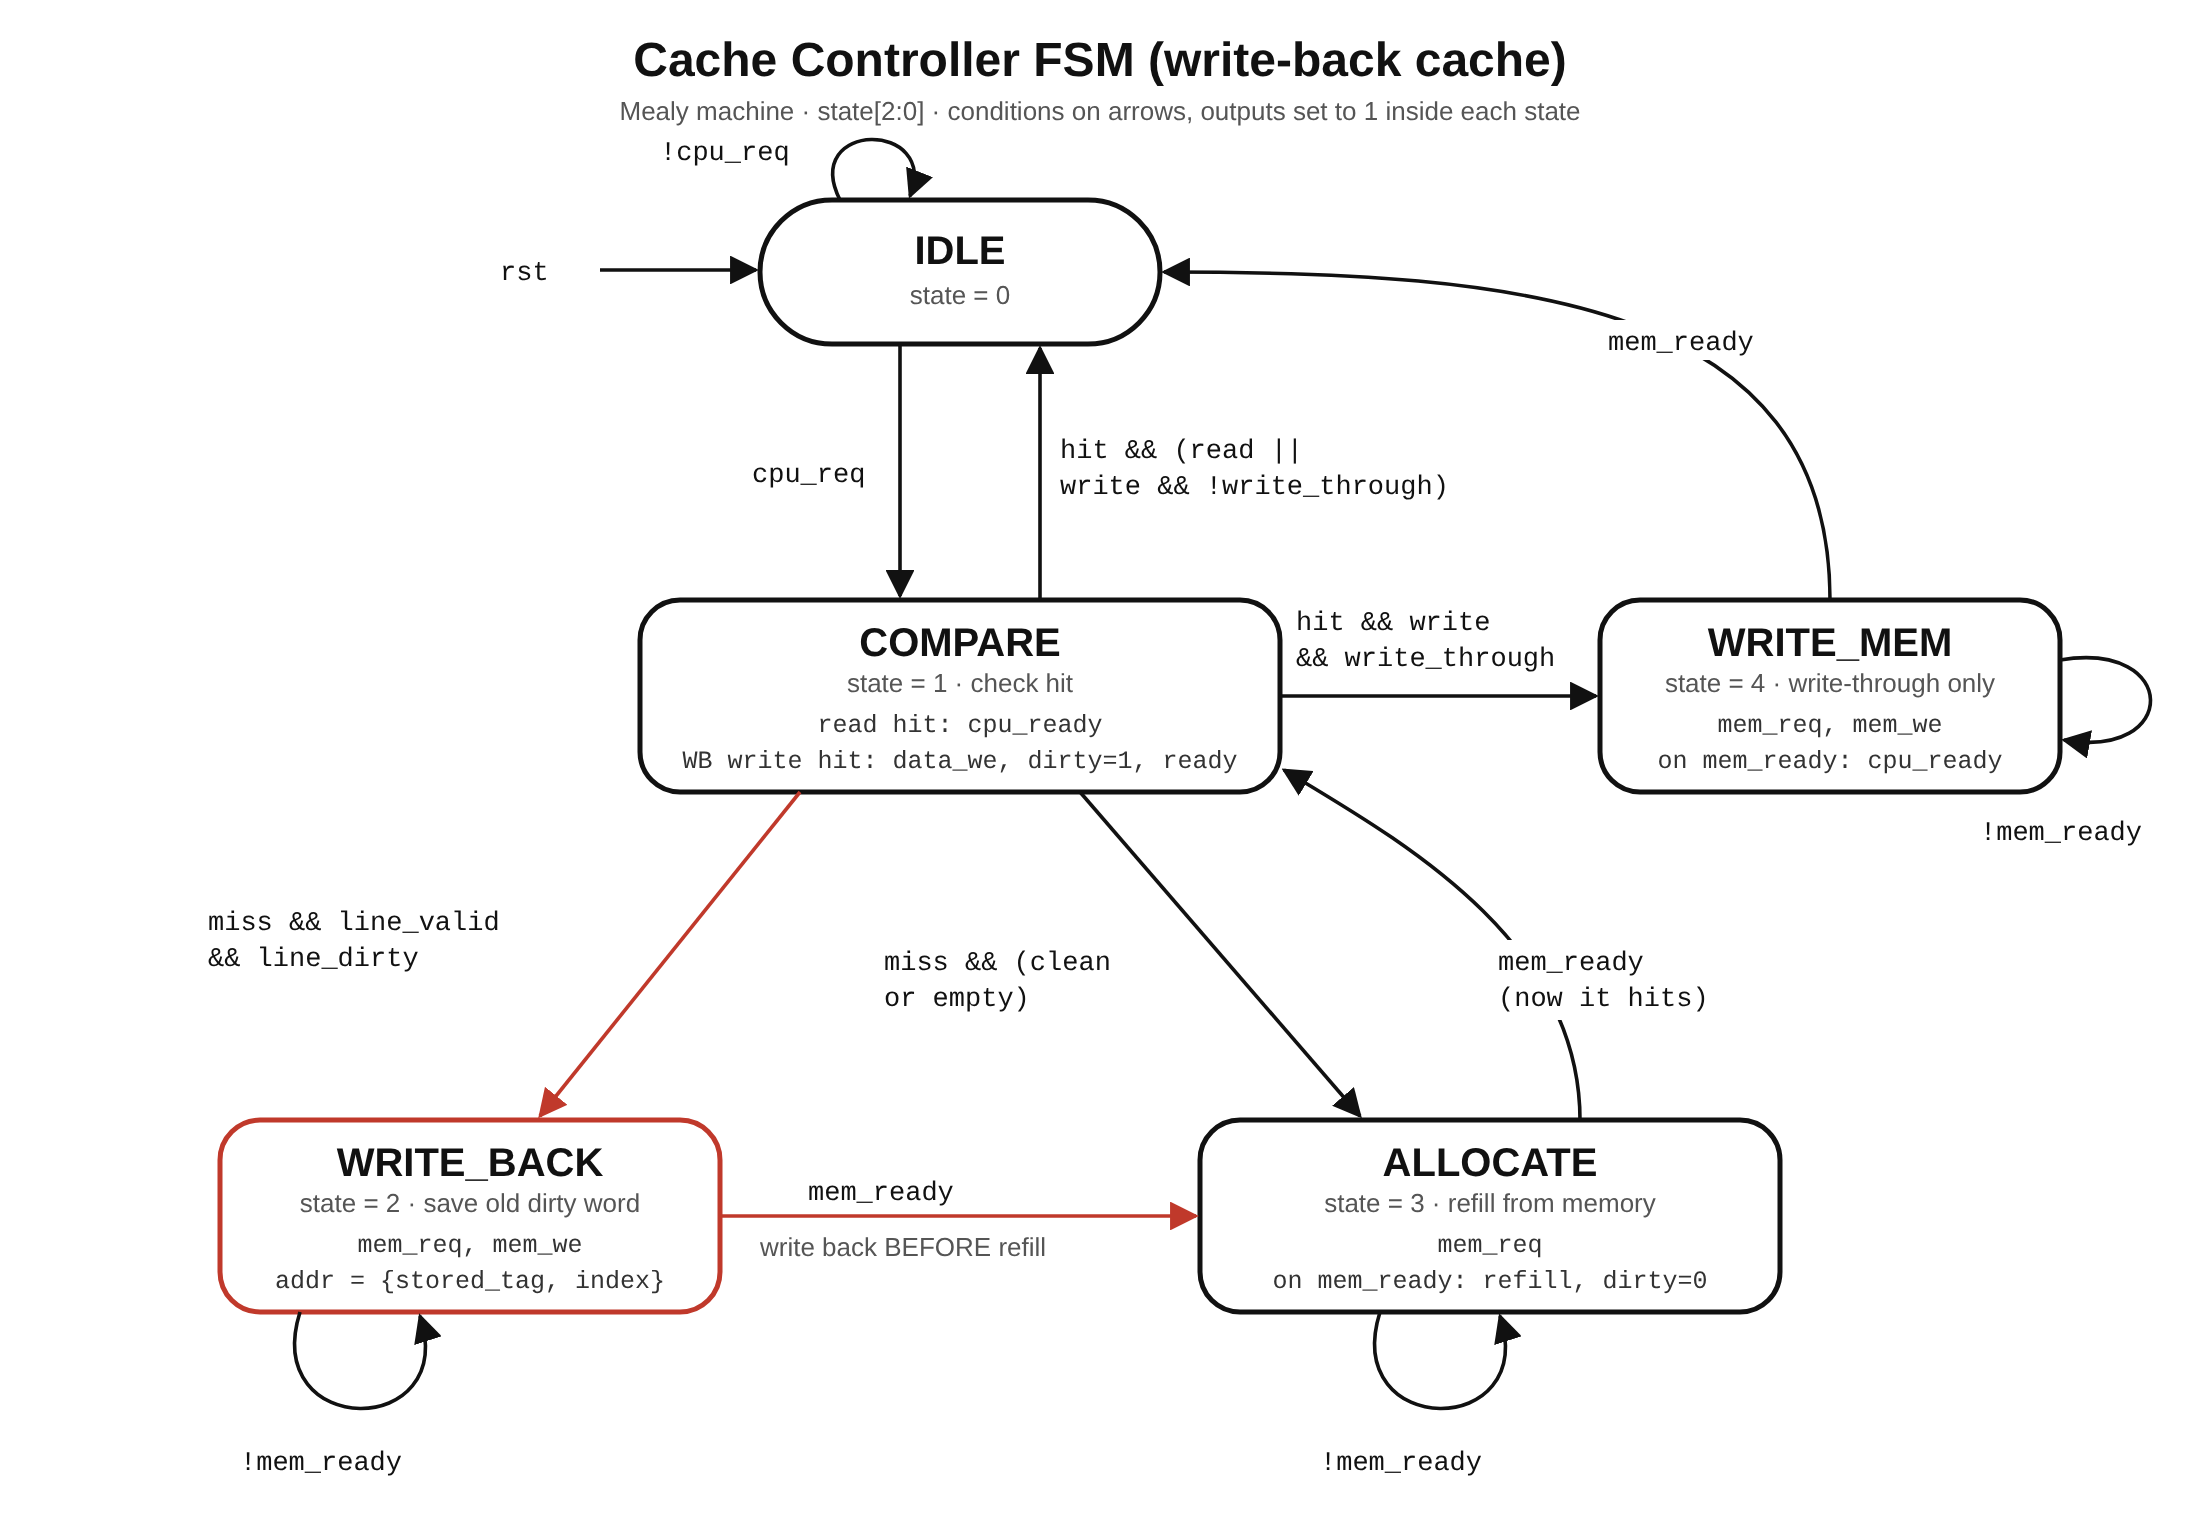 Cache Controller FSM (write-back cache)
Mealy machine · state[2:0] · conditions on arrows, outputs set to 1 inside each state
!cpu_req
rst
IDLE
state = 0
mem_ready
cpu_req
hit && (read ||
write && !write_through)
COMPARE
state = 1 · check hit
read hit: cpu_ready
WB write hit: data_we, dirty=1, ready
hit && write
&& write_through
WRITE_MEM
state = 4 · write-through only
mem_req, mem_we
on mem_ready: cpu_ready
!mem_ready
miss && line_valid
&& line_dirty
miss && (clean
or empty)
mem_ready
(now it hits)
WRITE_BACK
state = 2 · save old dirty word
mem_req, mem_we
addr = {stored_tag, index}
mem_ready
write back BEFORE refill
ALLOCATE
state = 3 · refill from memory
mem_req
on mem_ready: refill, dirty=0
!mem_ready
!mem_ready